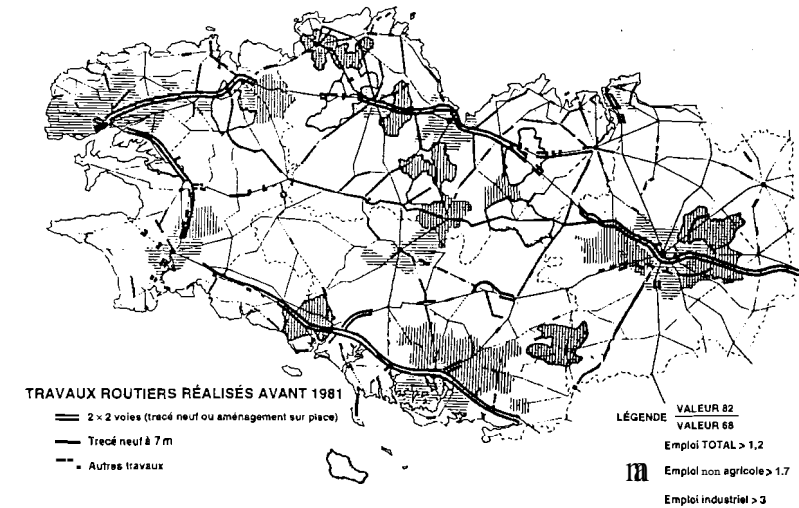 TRAVAUX ROUTIERS RÉALISÉS AVANT 1981
2 x 2 voies (tracé neuf ou aménagement sur place)
Trecé neuf à 7 m
Autres travaux
LÉGENDE VALEUR 82
VALEUR 68
Emploi TOTAL > 1,2
Emploi non agricole > 1.7
Emploi industriel > 3